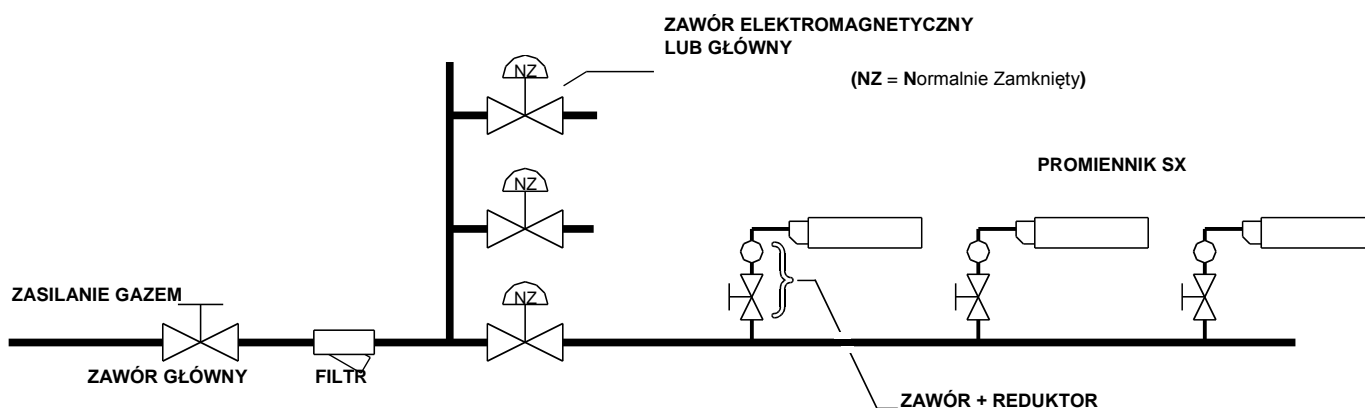 ZAWÓR ELEKTROMAGNETYCZNY
LUB GŁÓWNY
NZ
(NZ = Normalnie Zamknięty)
NZ
PROMIENNIK SX
ZASILANIE GAZEM
NZ
ZAWÓR GŁÓWNY
FILTR
ZAWÓR + REDUKTOR